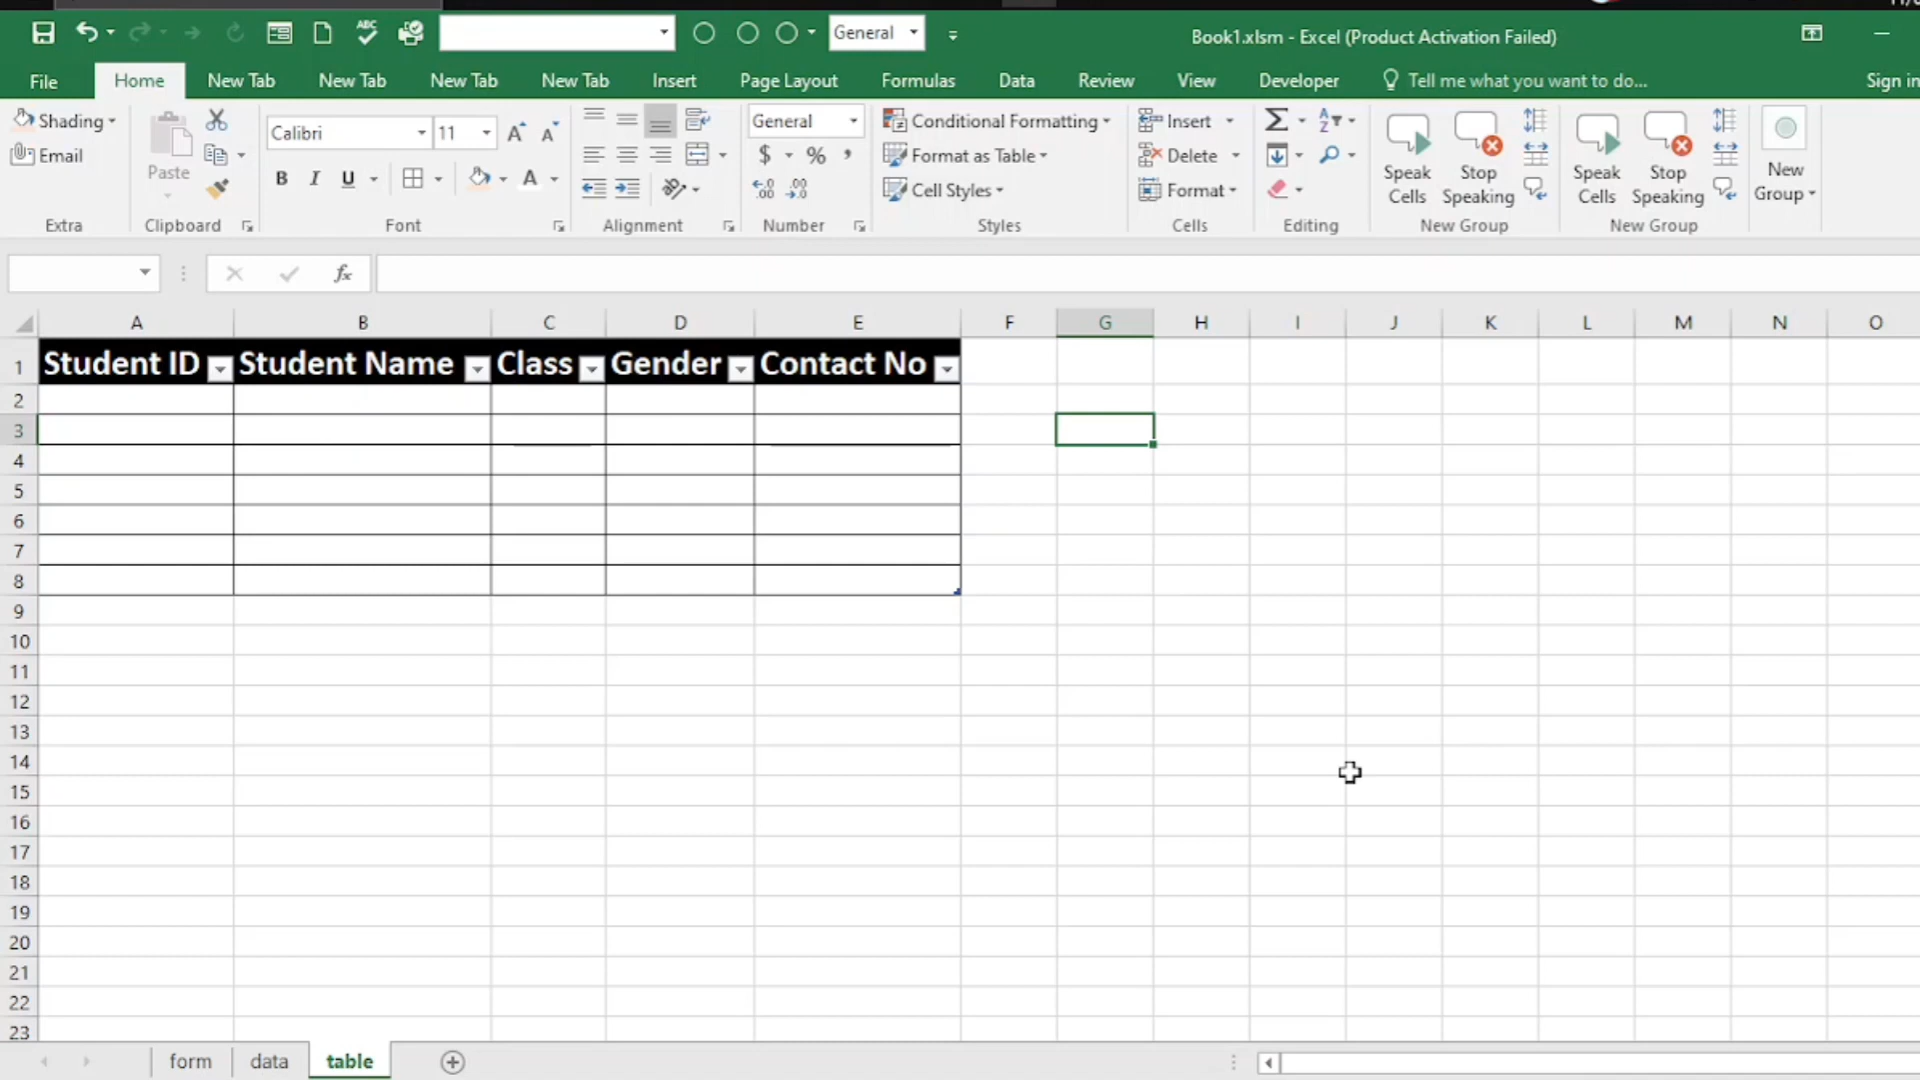 General
Book1.xlsm - Excel (Product Activation Failed)
File Home New Tab New Tab New Tab New Tab Insert Page Layout Formulas Data Review View Developer Tell me what you want to do... Sign in
Shading
Email
Extra
Paste
Clipboard
Calibri 11
B I U A
Font
Alignment
General
$ % ,
Number
Conditional Formatting
Format as Table
Cell Styles
Styles
Insert
Delete
Format
Cells
Editing
Speak Cells
Stop Speaking
New Group
Speak Cells
Stop Speaking
New Group
New Group
fx
A B C D E F G H I J K L M N O
1 Student ID Student Name Class Gender Contact No
2
3
4
5
6
7
8
9
10
11
12
13
14
15
16
17
18
19
20
21
22
23
form data table